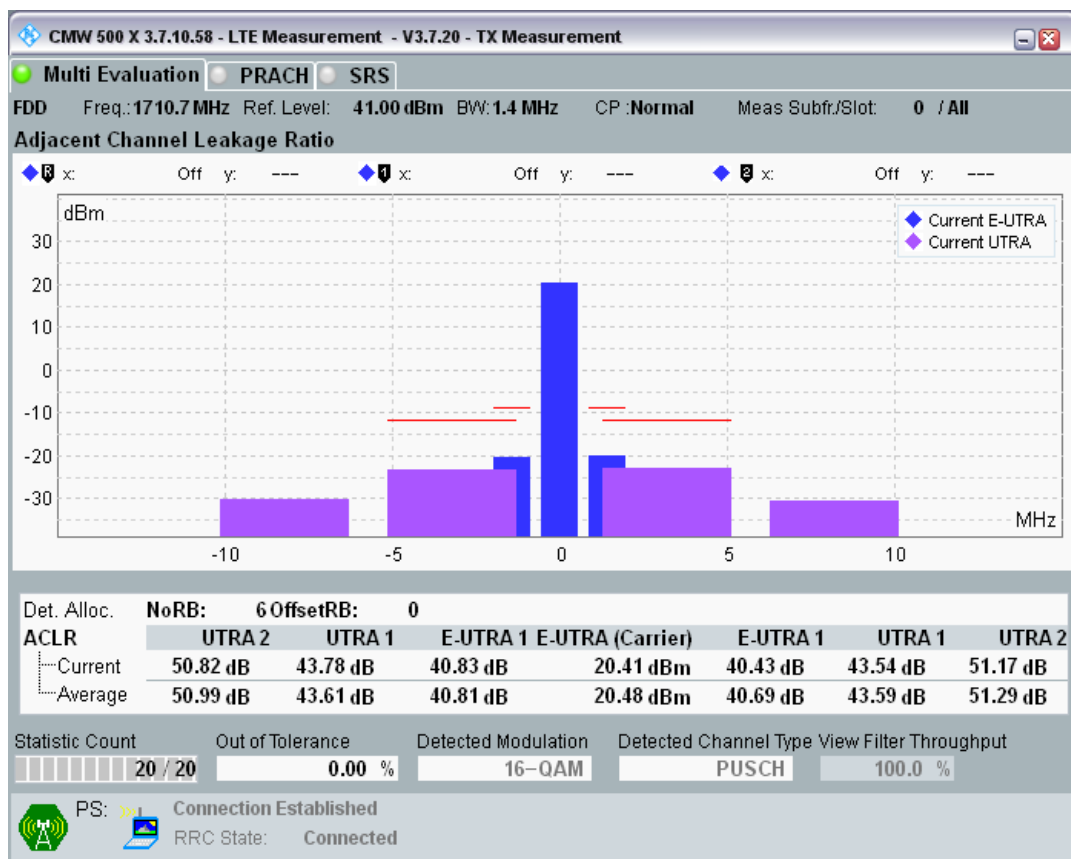 CMW 500 X 3.7.10.58 - LTE Measurement - V3.7.20 - TX Measurement
Multi Evaluation PRACH SRS
FDD Freq.: 1710.7 MHz Ref. Level: 41.00 dBm BW: 1.4 MHz CP :Normal Meas Subfr./Slot: 0 / All
Adjacent Channel Leakage Ratio
R x: Off y: --- 1 x: Off y: --- 2 x: Off y: ---
dBm
Current E-UTRA
Current UTRA
30
20
10
0
-10
-20
-30
MHz
-10 -5 0 5 10
Det. Alloc. NoRB: 6 OffsetRB: 0
ACLR UTRA 2 UTRA 1 E-UTRA 1 E-UTRA (Carrier) E-UTRA 1 UTRA 1 UTRA 2
Current 50.82 dB 43.78 dB 40.83 dB 20.41 dBm 40.43 dB 43.54 dB 51.17 dB
Average 50.99 dB 43.61 dB 40.81 dB 20.48 dBm 40.69 dB 43.59 dB 51.29 dB
Statistic Count Out of Tolerance Detected Modulation Detected Channel Type View Filter Throughput
20 / 20 0.00 % 16-QAM PUSCH 100.0 %
PS: Connection Established
RRC State: Connected